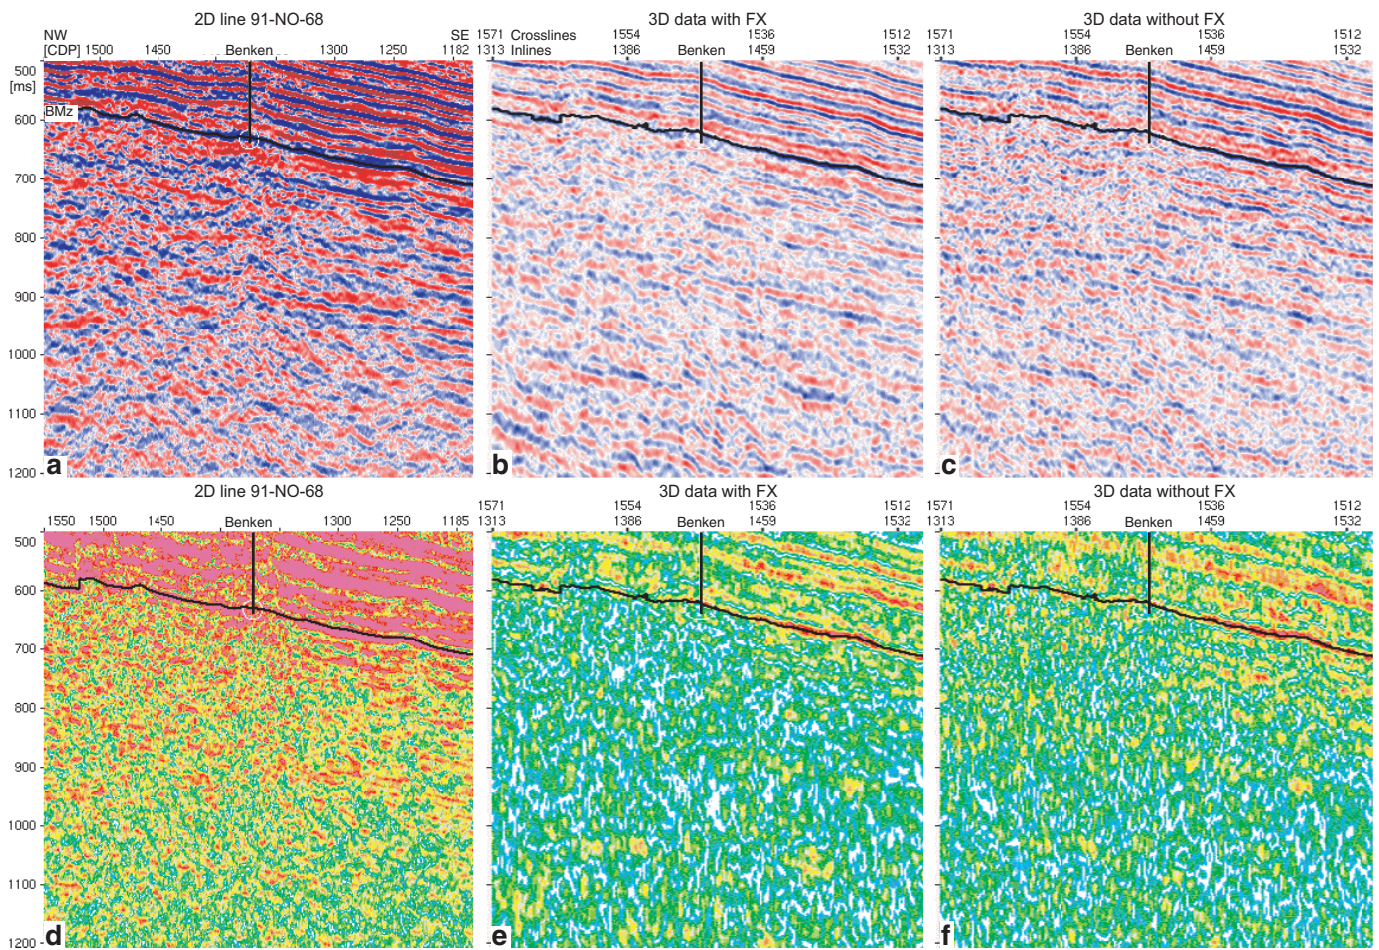 2D line 91-NO-68 3D data with FX 3D data without FX
NW SE 1571 Crosslines 1554 1536 1512 1571 1554 1536 1512
[CDP] 1500 1450 Benken 1300 1250 1182 1313 Inlines 1386 Benken 1459 1532 1313 1386 Benken 1459 1532
500
[ms]
BMz
600
700
800
900
1000
1100
1200
a b c
2D line 91-NO-68 3D data with FX 3D data without FX
1571 1554 1536 1512 1571 1554 1536 1512
1550 1500 1450 Benken 1300 1250 1185 1313 1386 Benken 1459 1532 1313 1386 Benken 1459 1532
500
600
700
800
900
1000
1100
1200
d e f